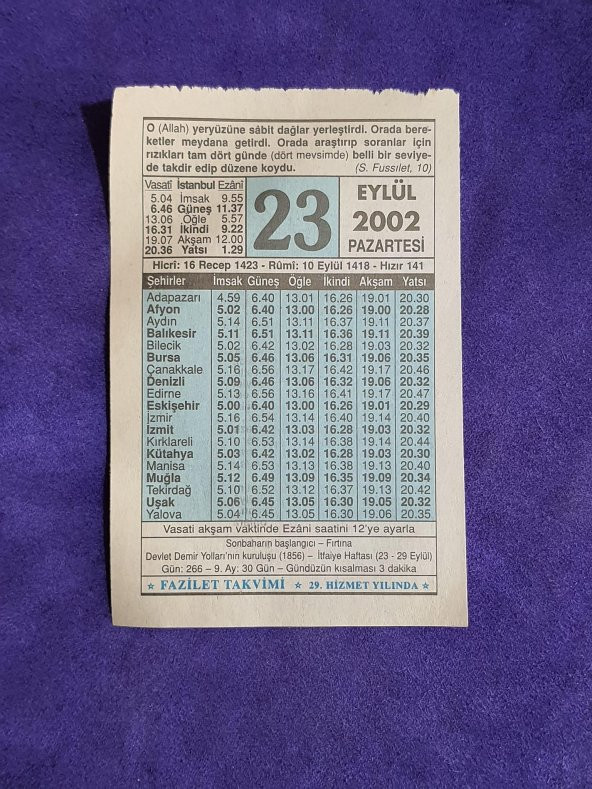 O (Allah) yeryüzüne sâbit dağlar yerleştirdi. Orada bere-
ketler meydana getirdi. Orada araştırıp soranlar için
rızıkları tam dört günde (dört mevsimde) belli bir seviye-
de takdir edip düzene koydu. (S. Fussılet, 10)
Vasatî İstanbul Ezânî
5.04 İmsak 9.55
6.46 Güneş 11.37
13.06 Öğle 5.57
16.31 İkindi 9.22
19.07 Akşam 12.00
20.36 Yatsı 1.29
23
EYLÜL
2002
PAZARTESİ
Hicrî: 16 Recep 1423 - Rûmî: 10 Eylül 1418 - Hızır 141
Şehirler İmsak Güneş Öğle İkindi Akşam Yatsı
Adapazarı 4.59 6.40 13.01 16.26 19.01 20.30
Afyon 5.02 6.40 13.00 16.26 19.00 20.28
Aydın 5.14 6.51 13.11 16.37 19.11 20.37
Balıkesir 5.11 6.51 13.11 16.36 19.11 20.39
Bilecik 5.02 6.42 13.02 16.28 19.03 20.32
Bursa 5.05 6.46 13.06 16.31 19.06 20.35
Çanakkale 5.16 6.56 13.17 16.42 19.17 20.46
Denizli 5.09 6.46 13.06 16.32 19.06 20.32
Edirne 5.13 6.56 13.16 16.41 19.17 20.47
Eskişehir 5.00 6.40 13.00 16.26 19.01 20.29
İzmir 5.16 6.54 13.14 16.40 19.14 20.40
İzmit 5.01 6.42 13.03 16.28 19.03 20.32
Kırklareli 5.10 6.53 13.14 16.38 19.14 20.44
Kütahya 5.03 6.42 13.02 16.28 19.03 20.30
Manisa 5.14 6.53 13.13 16.38 19.13 20.40
Muğla 5.12 6.49 13.09 16.35 19.09 20.34
Tekirdağ 5.10 6.52 13.12 16.37 19.13 20.42
Uşak 5.06 6.45 13.05 16.30 19.05 20.32
Yalova 5.04 6.45 13.05 16.30 19.06 20.35
Vasati akşam vaktinde Ezâni saatini 12'ye ayarla
Sonbaharın başlangıcı – Fırtına
Devlet Demir Yolları'nın kuruluşu (1856) – İtfaiye Haftası (23 - 29 Eylül)
Gün: 266 – 9. Ay: 30 Gün – Gündüzün kısalması 3 dakika
FAZİLET TAKVİMİ 29. HİZMET YILINDA